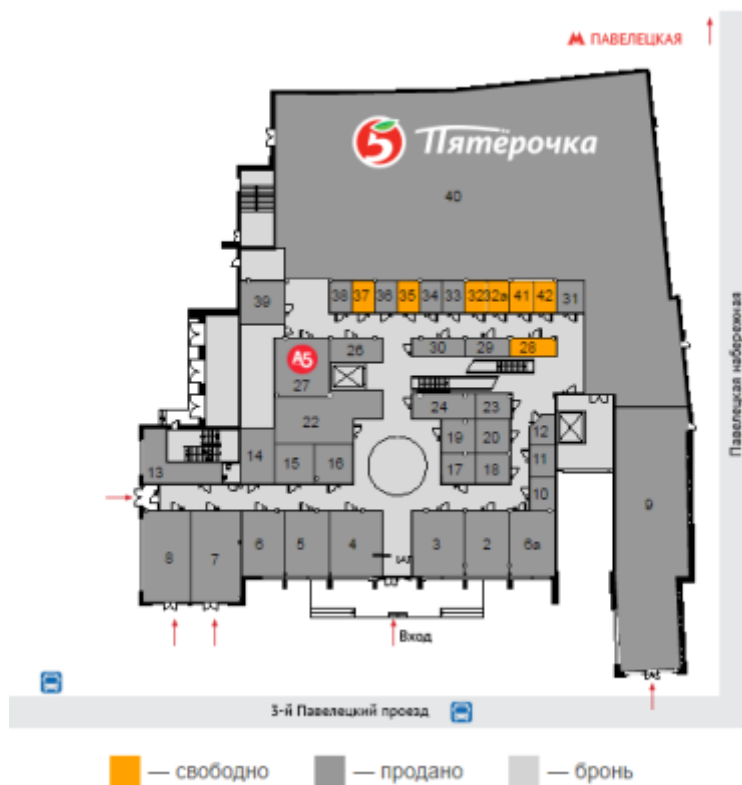 ПАВЕЛЕЦКАЯ
Пятёрочка
40
39
38 37 36 35 34 33 32 32а 41 42 31
Павелецкая набережная
А5
26 30 29 28
27
22 24 23
12
19 20
14 15 16 11
13 17 18
10
9
8 7 6 5 4 3 2 6а
Вход
3-й Павелецкий проезд
— свободно — продано — бронь